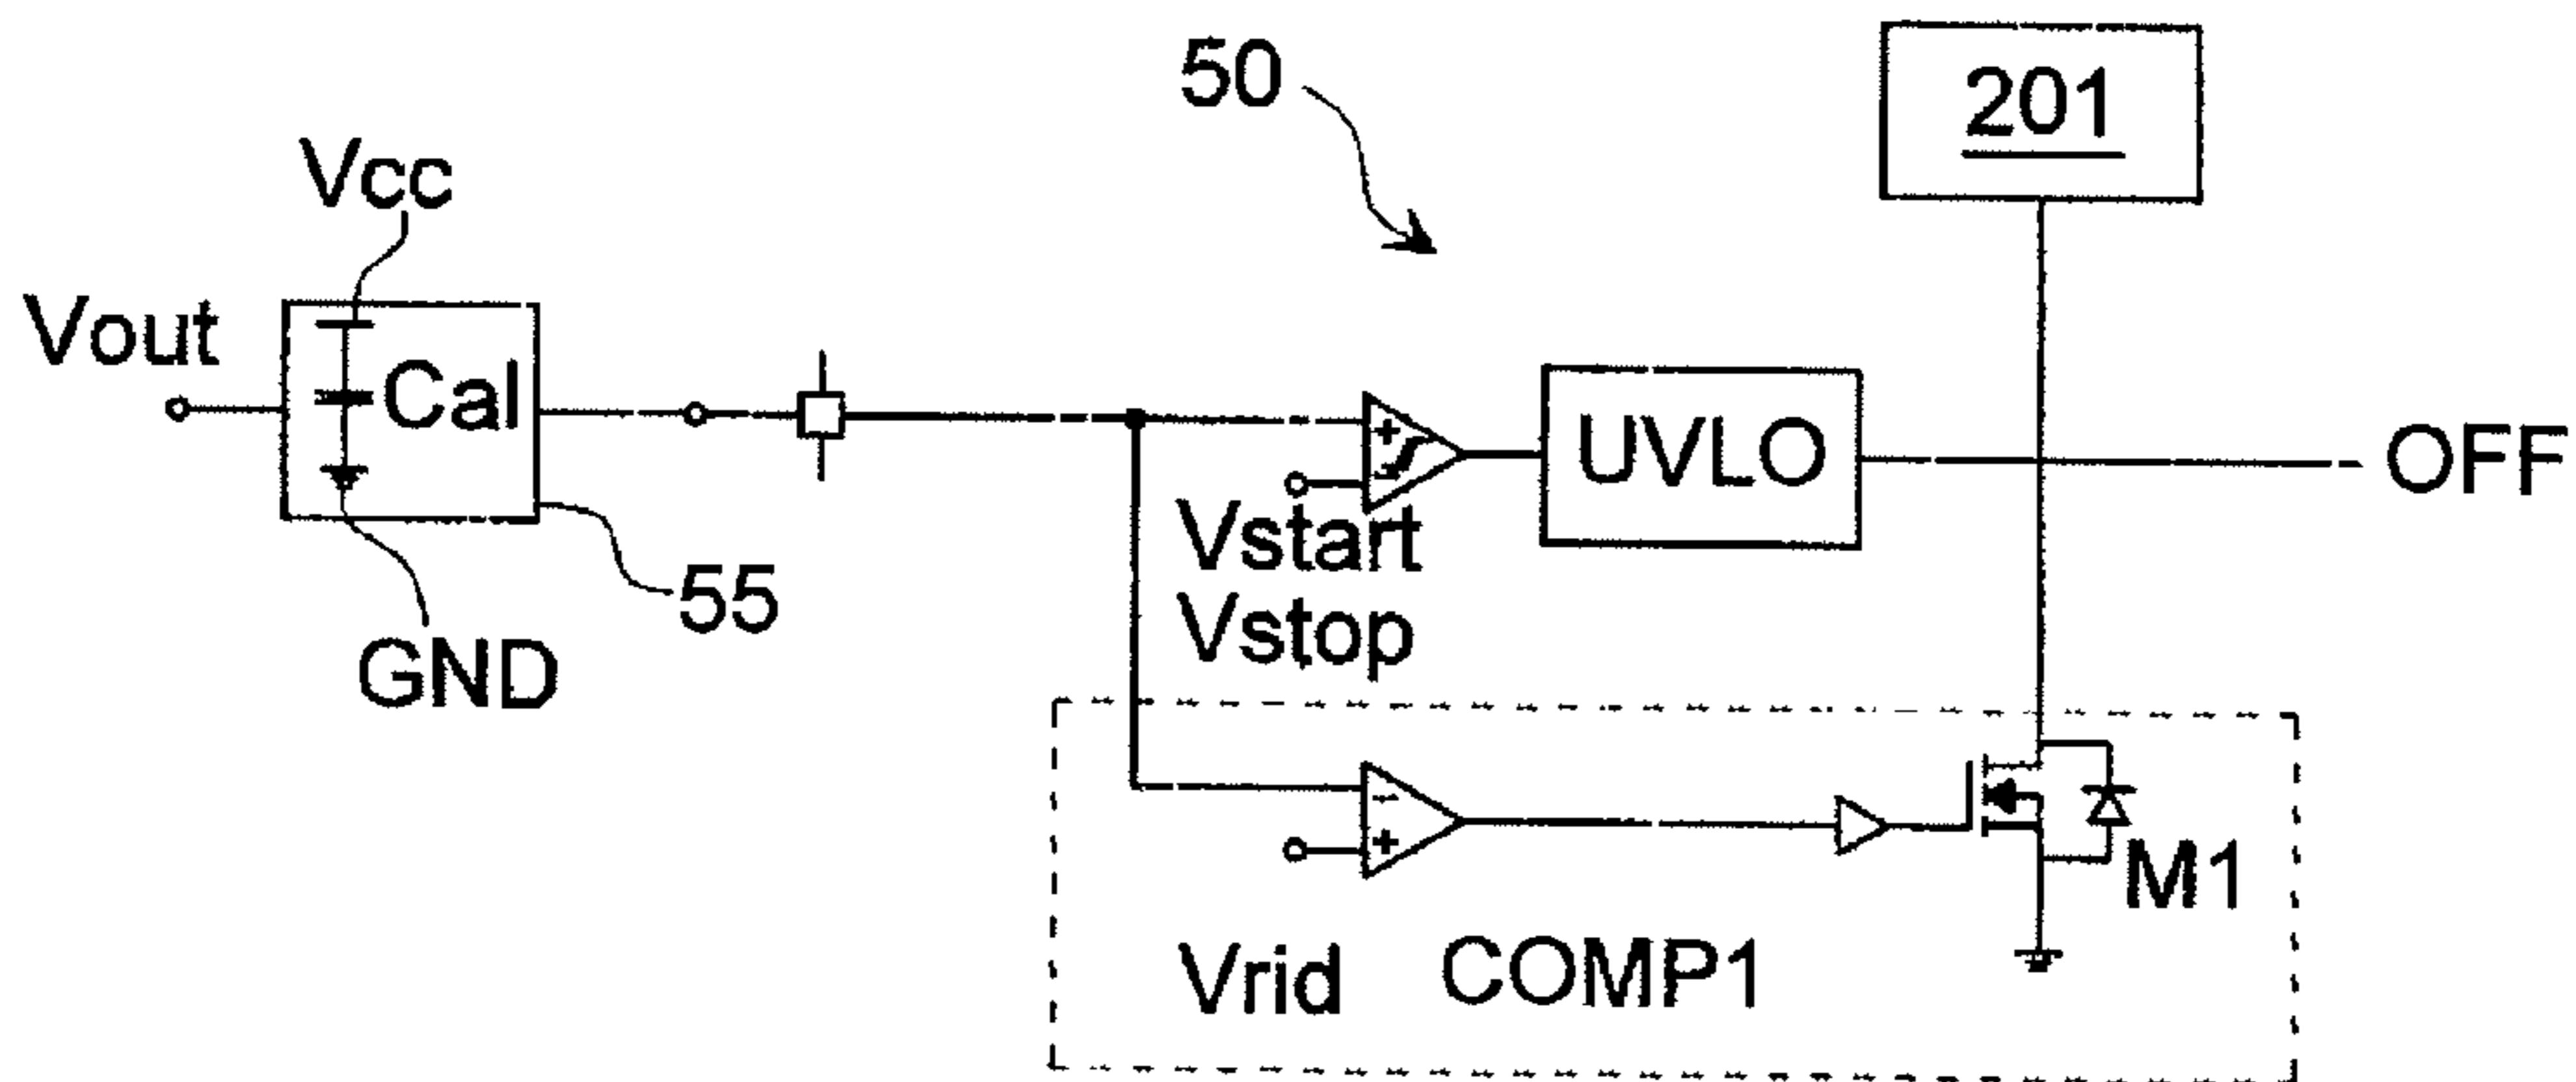 50
201
Vcc
Vout
Cal
+
-
UVLO
OFF
Vstart
Vstop
55
GND
-
+
M1
Vrid
COMP1